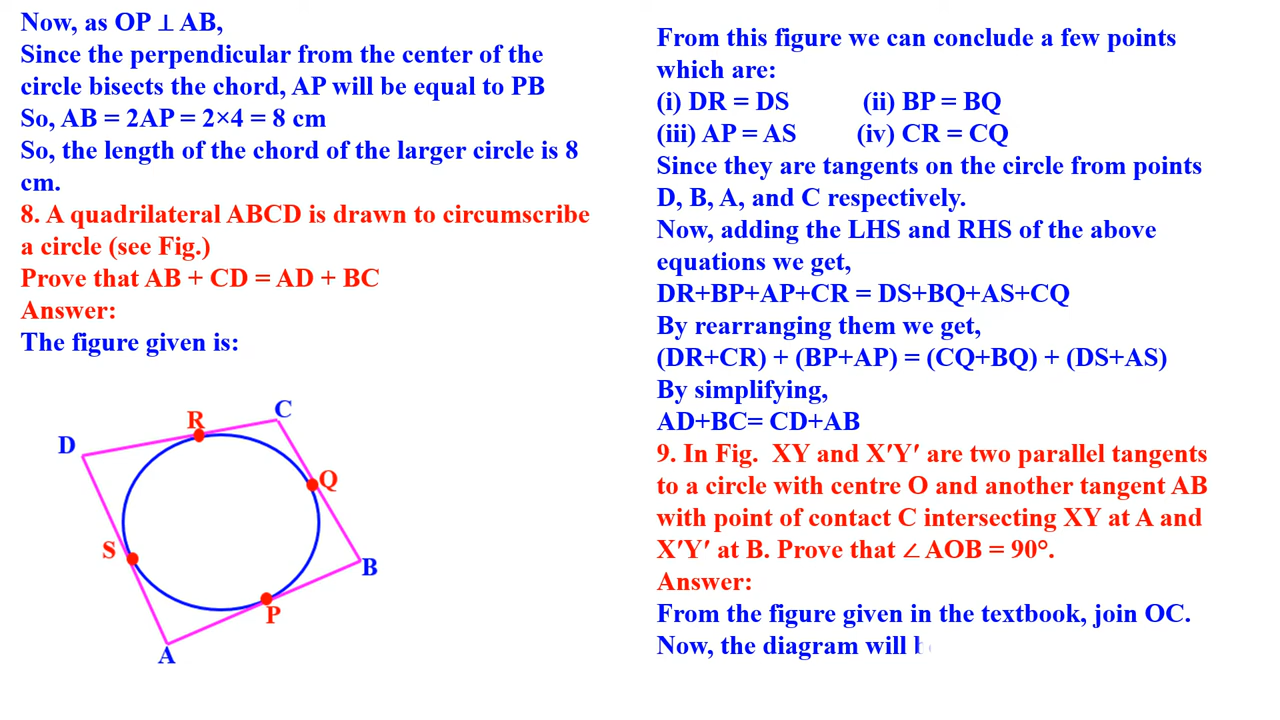 Now, as OP ⊥ AB,
Since the perpendicular from the center of the
circle bisects the chord, AP will be equal to PB
So, AB = 2AP = 2×4 = 8 cm
So, the length of the chord of the larger circle is 8
cm.
8. A quadrilateral ABCD is drawn to circumscribe
a circle (see Fig.)
Prove that AB + CD = AD + BC
Answer:
The figure given is:
C
R
D
Q
S
B
P
A
From this figure we can conclude a few points
which are:
(i) DR = DS (ii) BP = BQ
(iii) AP = AS (iv) CR = CQ
Since they are tangents on the circle from points
D, B, A, and C respectively.
Now, adding the LHS and RHS of the above
equations we get,
DR+BP+AP+CR = DS+BQ+AS+CQ
By rearranging them we get,
(DR+CR) + (BP+AP) = (CQ+BQ) + (DS+AS)
By simplifying,
AD+BC= CD+AB
9. In Fig. XY and X′Y′ are two parallel tangents
to a circle with centre O and another tangent AB
with point of contact C intersecting XY at A and
X′Y′ at B. Prove that ∠ AOB = 90°.
Answer:
From the figure given in the textbook, join OC.
Now, the diagram will